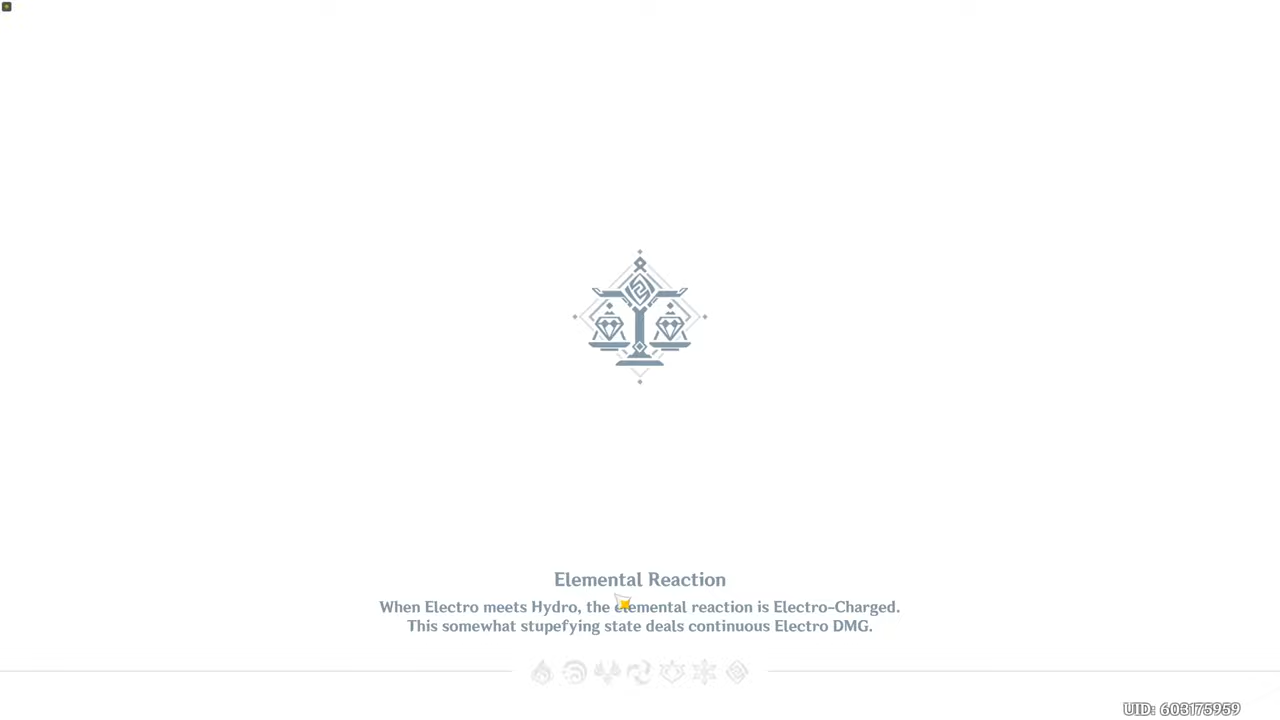 Elemental Reaction
When Electro meets Hydro, the elemental reaction is Electro-Charged.
This somewhat stupefying state deals continuous Electro DMG.
UID: 603175959